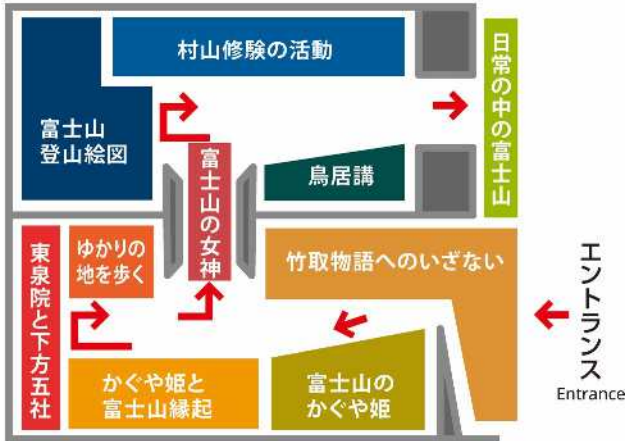 村山修験の活動
日常の中の富士山
富士山
登山絵図
富士山の女神
鳥居講
東泉院と下方五社
ゆかりの
地を歩く
竹取物語へのいざない
エントランス
Entrance
かぐや姫と
富士山縁起
富士山の
かぐや姫